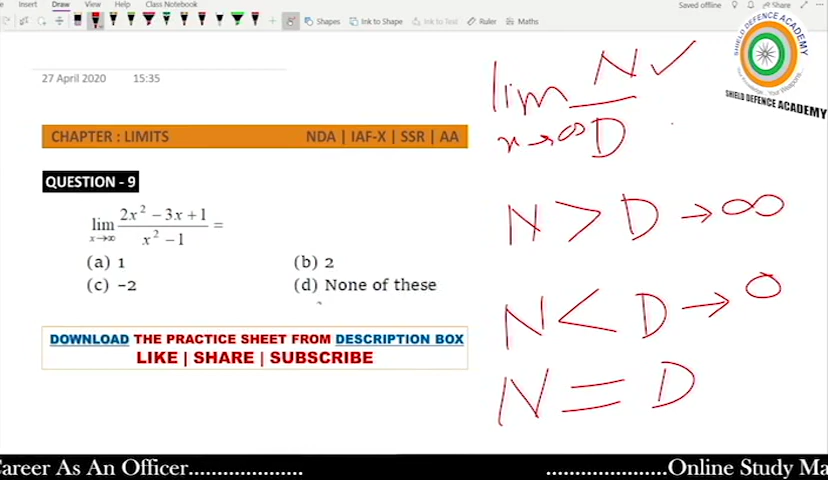 Insert Draw View Help Class Notebook
Saved offline Share
Shapes Ink to Shape Ink to Text Ruler Maths
SHIELD DEFENCE ACADEMY
SHIELD DEFENCE ACADEMY
27 April 2020 15:35
CHAPTER : LIMITS NDA | IAF-X | SSR | AA
QUESTION - 9
lim x→∞ (2x² − 3x + 1)/(x² − 1) =
(a) 1 (b) 2
(c) -2 (d) None of these
DOWNLOAD THE PRACTICE SHEET FROM DESCRIPTION BOX
LIKE | SHARE | SUBSCRIBE
lim x→∞ N/D ✓
N > D → ∞
N < D → 0
N = D
Career As An Officer.................... ....................Online Study Ma